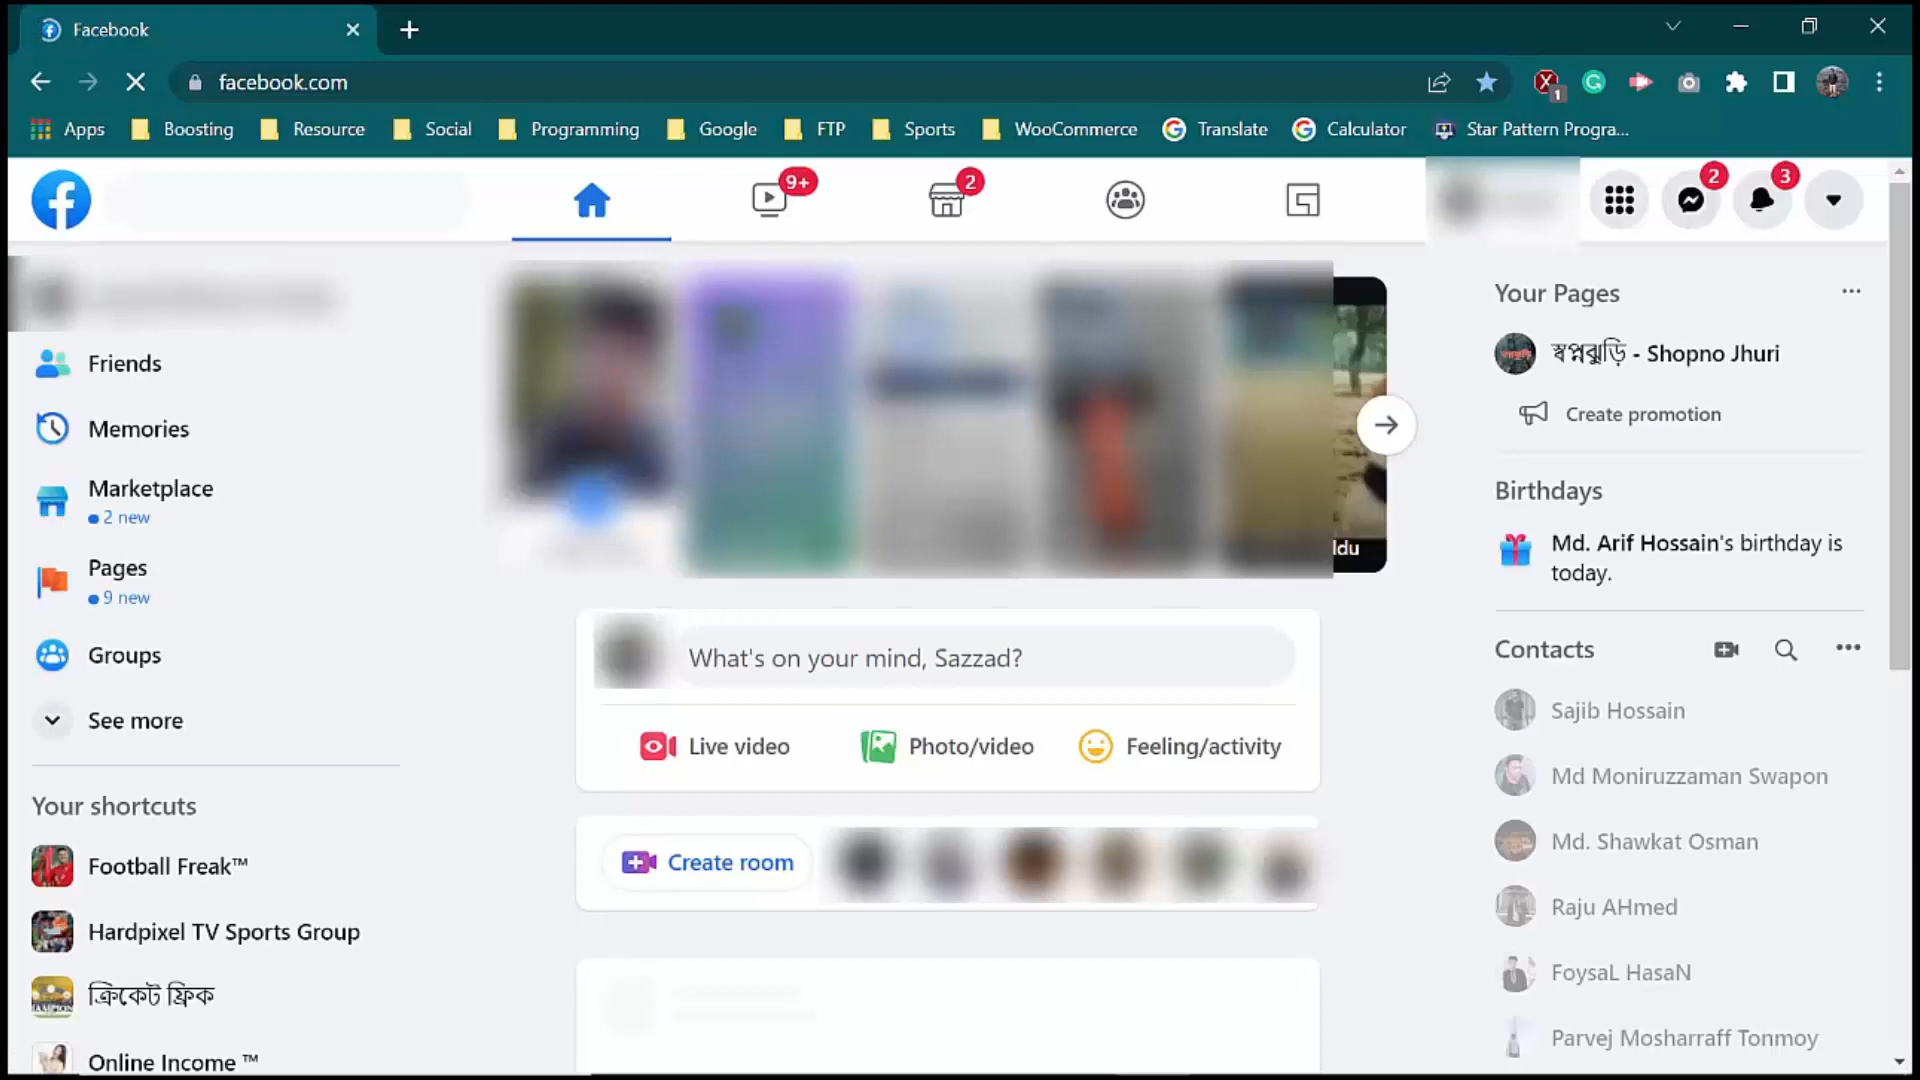 Facebook
facebook.com
1
Apps
Boosting
Resource
Social
Programming
Google
FTP
Sports
WooCommerce
Translate
Calculator
Star Pattern Progra...
9+
2
2
3
Friends
Memories
Marketplace
2 new
Pages
9 new
Groups
See more
Your shortcuts
Football Freak™
Hardpixel TV Sports Group
ক্রিকেট ফ্রিক
Online Income ™
ldu
What's on your mind, Sazzad?
Live video
Photo/video
Feeling/activity
Create room
Your Pages
স্বপ্নঝুড়ি - Shopno Jhuri
Create promotion
Birthdays
Md. Arif Hossain's birthday is
today.
Contacts
Sajib Hossain
Md Moniruzzaman Swapon
Md. Shawkat Osman
Raju AHmed
FoysaL HasaN
Parvej Mosharraff Tonmoy